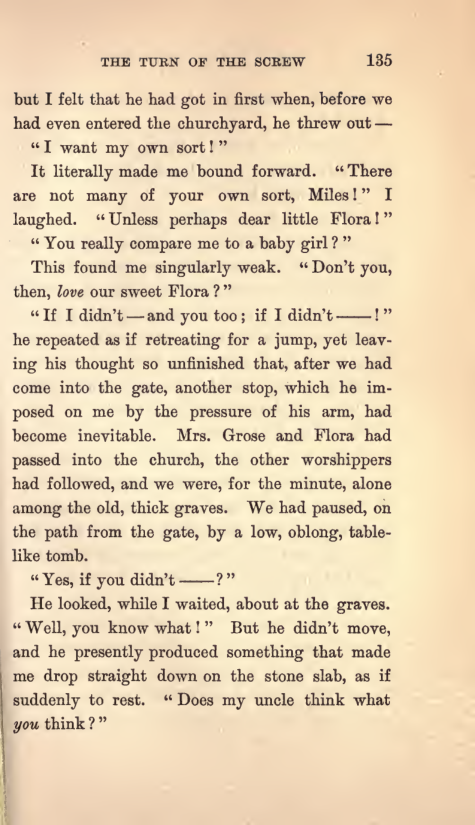 THE TURN OF THE SCREW 135
but I felt that he had got in first when, before we
had even entered the churchyard, he threw out —
“I want my own sort!”
It literally made me bound forward. “There
are not many of your own sort, Miles!” I
laughed. “Unless perhaps dear little Flora!”
“You really compare me to a baby girl?”
This found me singularly weak. “Don't you,
then, love our sweet Flora?”
“If I didn't — and you too; if I didn't ——!”
he repeated as if retreating for a jump, yet leav-
ing his thought so unfinished that, after we had
come into the gate, another stop, which he im-
posed on me by the pressure of his arm, had
become inevitable. Mrs. Grose and Flora had
passed into the church, the other worshippers
had followed, and we were, for the minute, alone
among the old, thick graves. We had paused, on
the path from the gate, by a low, oblong, table-
like tomb.
“Yes, if you didn't ——?”
He looked, while I waited, about at the graves.
“Well, you know what!” But he didn't move,
and he presently produced something that made
me drop straight down on the stone slab, as if
suddenly to rest. “Does my uncle think what
you think?”